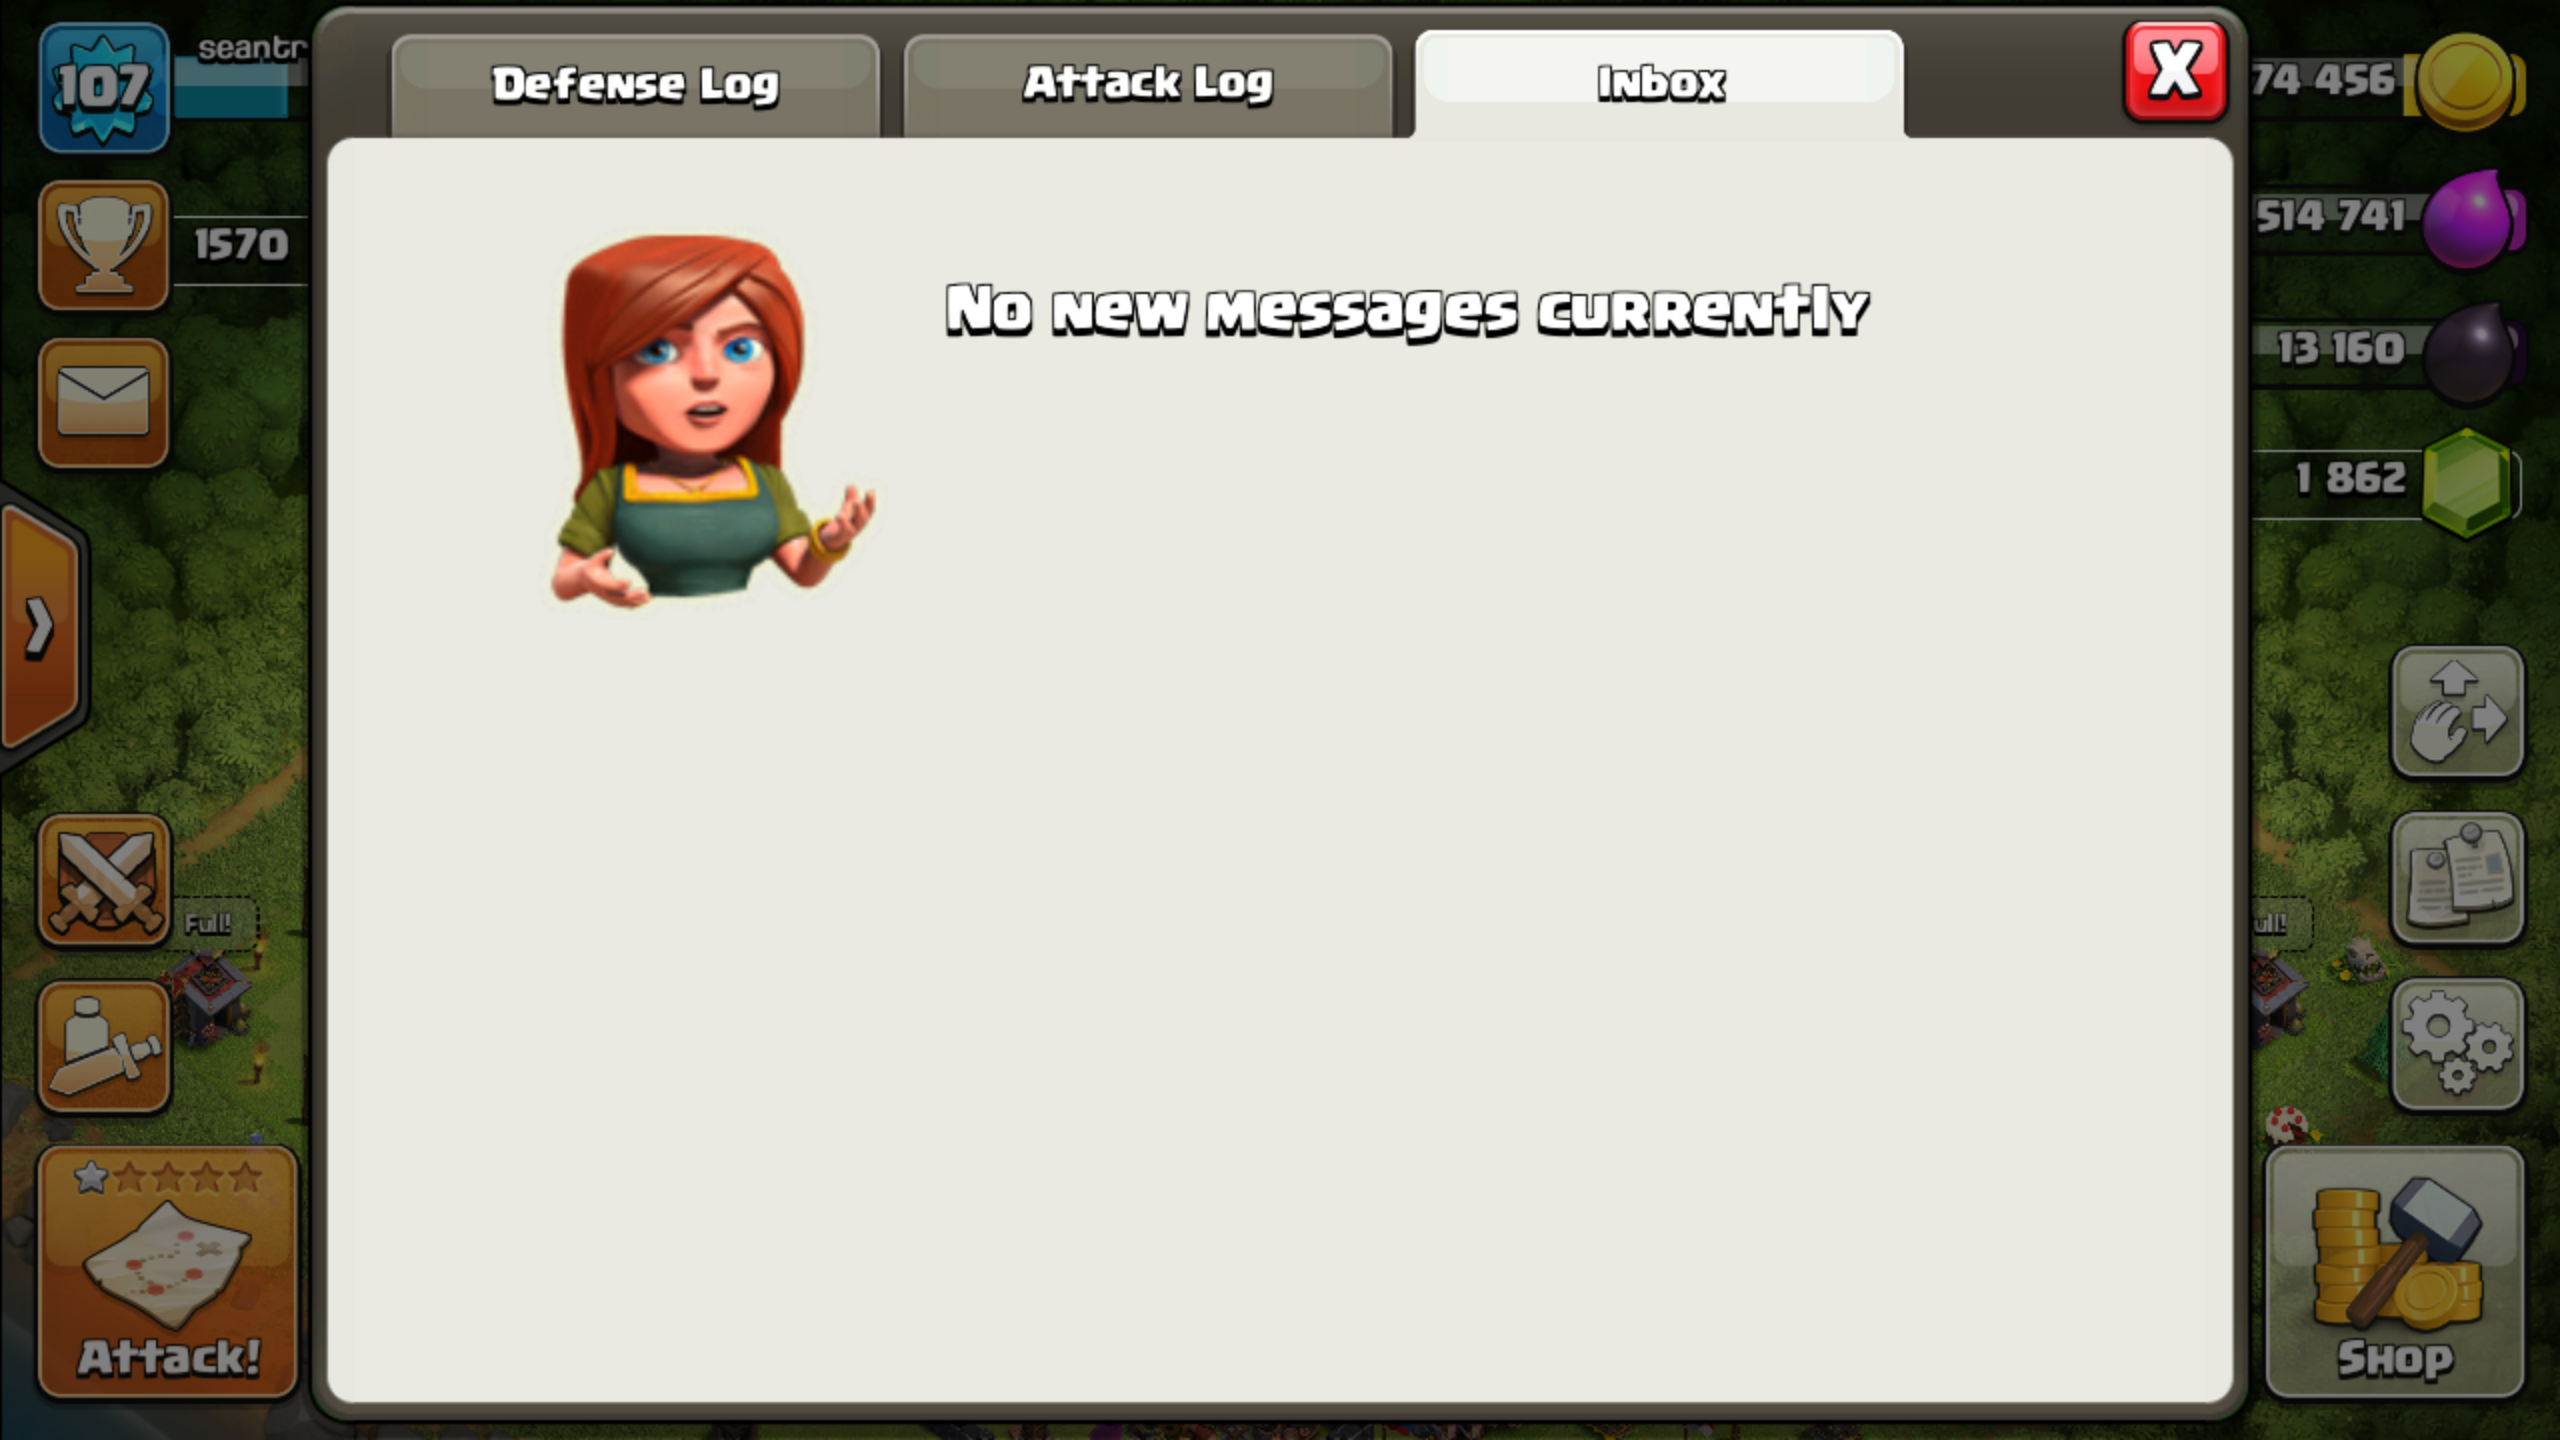 107
seantr
Defense Log
Attack Log
Inbox
X
74 456
1570
514 741
No new messages currently
13 160
1 862
Full!
ull!
Attack!
Shop